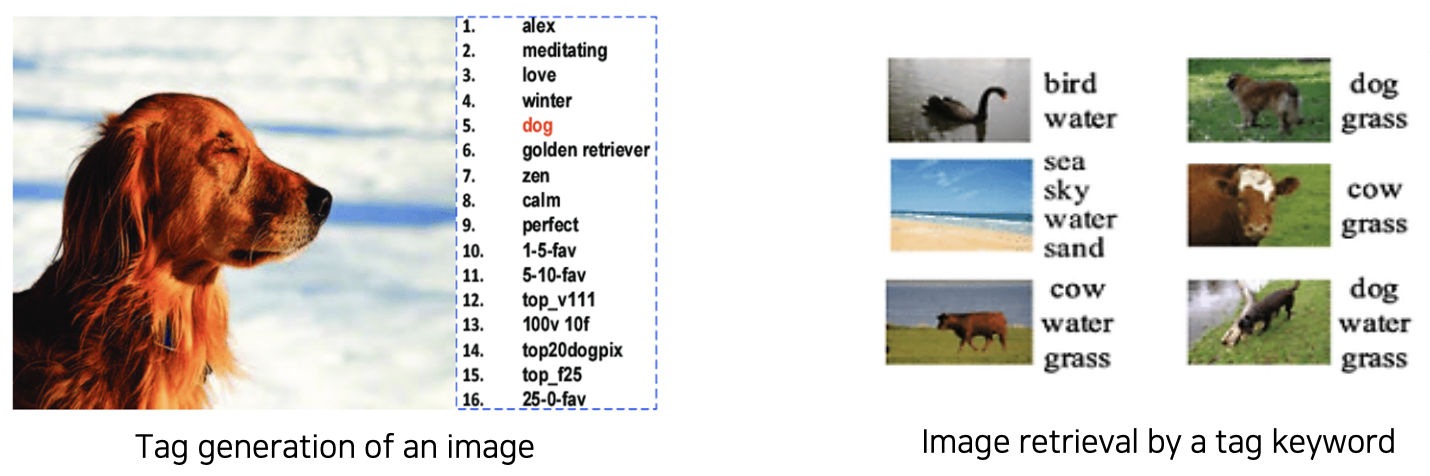 1. alex
2. meditating
3. love
4. winter
5. dog
6. golden retriever
7. zen
8. calm
9. perfect
10. 1-5-fav
11. 5-10-fav
12. top_v111
13. 100v 10f
14. top20dogpix
15. top_f25
16. 25-0-fav
Tag generation of an image
bird
water
dog
grass
sea
sky
water
sand
cow
grass
cow
water
grass
dog
water
grass
Image retrieval by a tag keyword